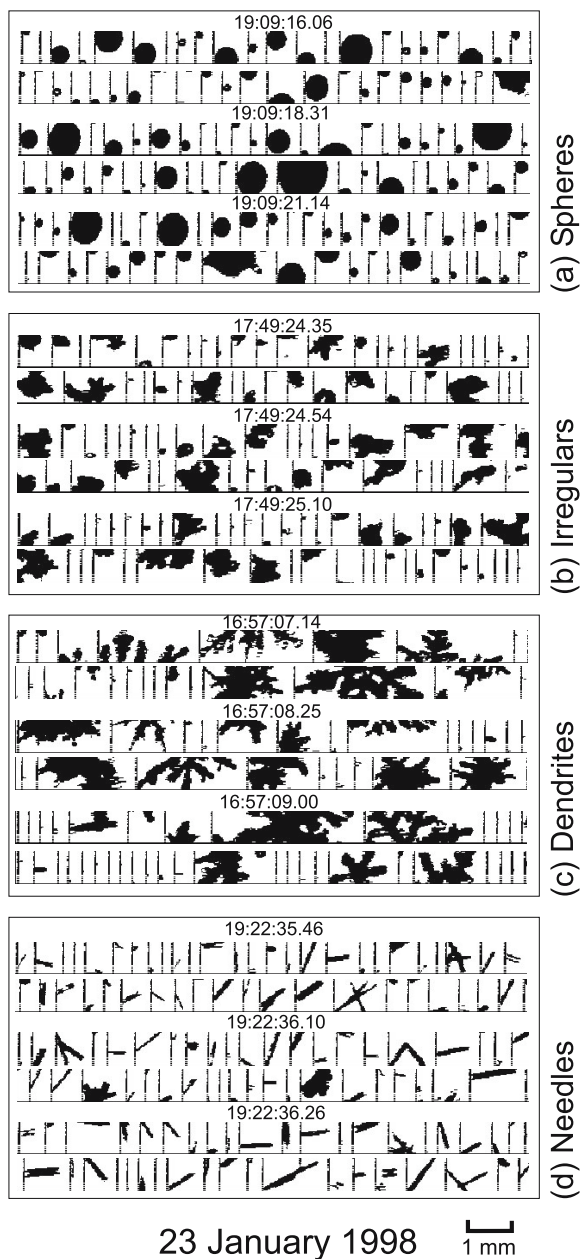 19:09:16.06
19:09:18.31
19:09:21.14
(a) Spheres
17:49:24.35
17:49:24.54
17:49:25.10
(b) Irregulars
16:57:07.14
16:57:08.25
16:57:09.00
(c) Dendrites
19:22:35.46
19:22:36.10
19:22:36.26
(d) Needles
23 January 1998
1 mm